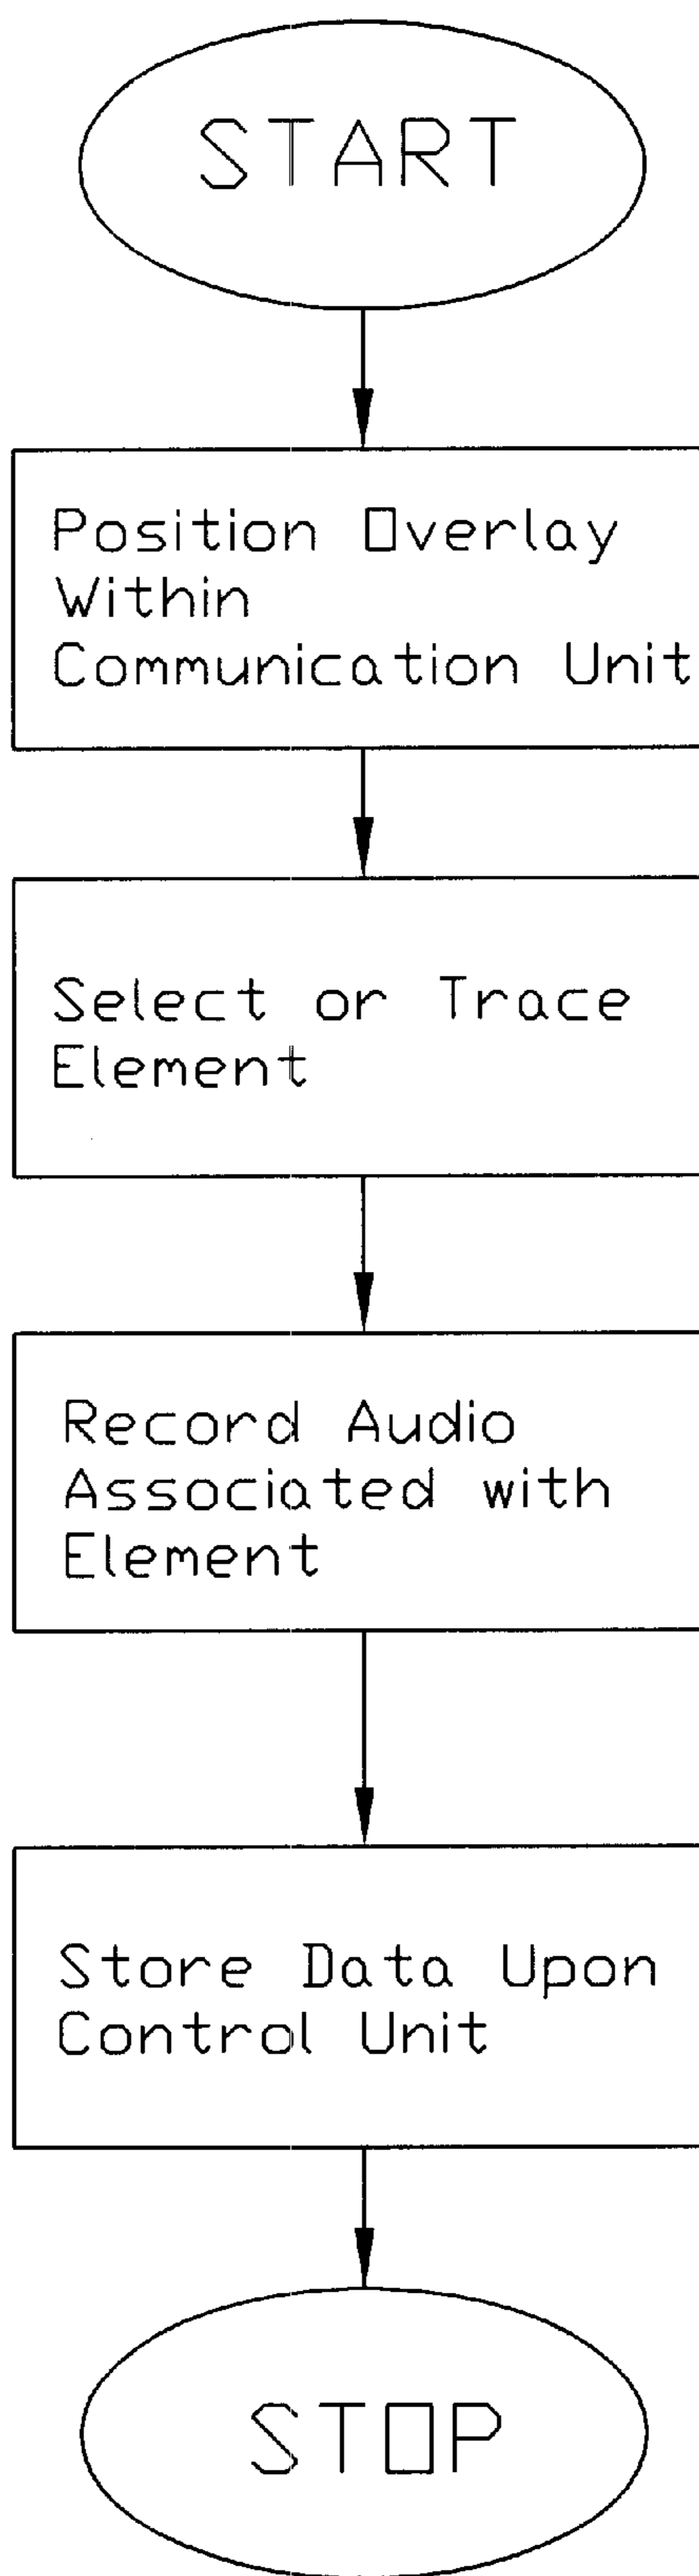 START
Position Overlay
Within
Communication Unit
Select or Trace
Element
Record Audio
Associated with
Element
Store Data Upon
Control Unit
STOP